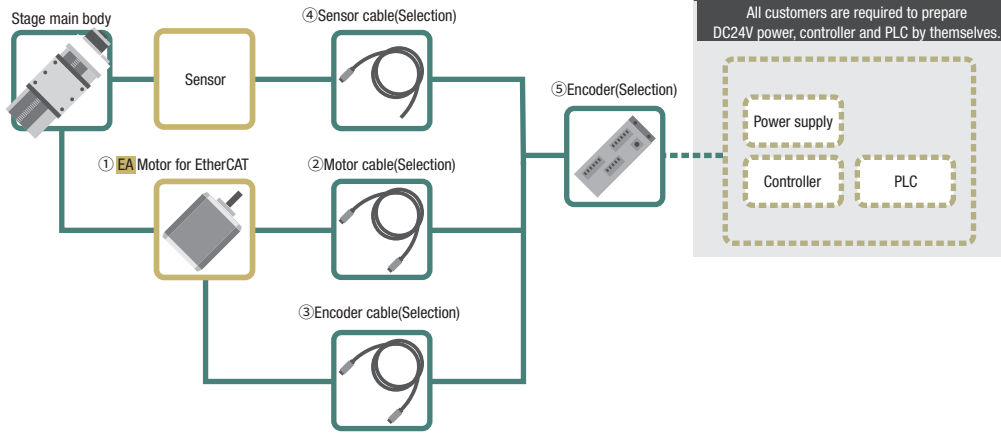 Stage main body
④Sensor cable(Selection)
All customers are required to prepare
DC24V power, controller and PLC by themselves.
Sensor
⑤Encoder(Selection)
Power supply
① EA Motor for EtherCAT
②Motor cable(Selection)
Controller
PLC
③Encoder cable(Selection)